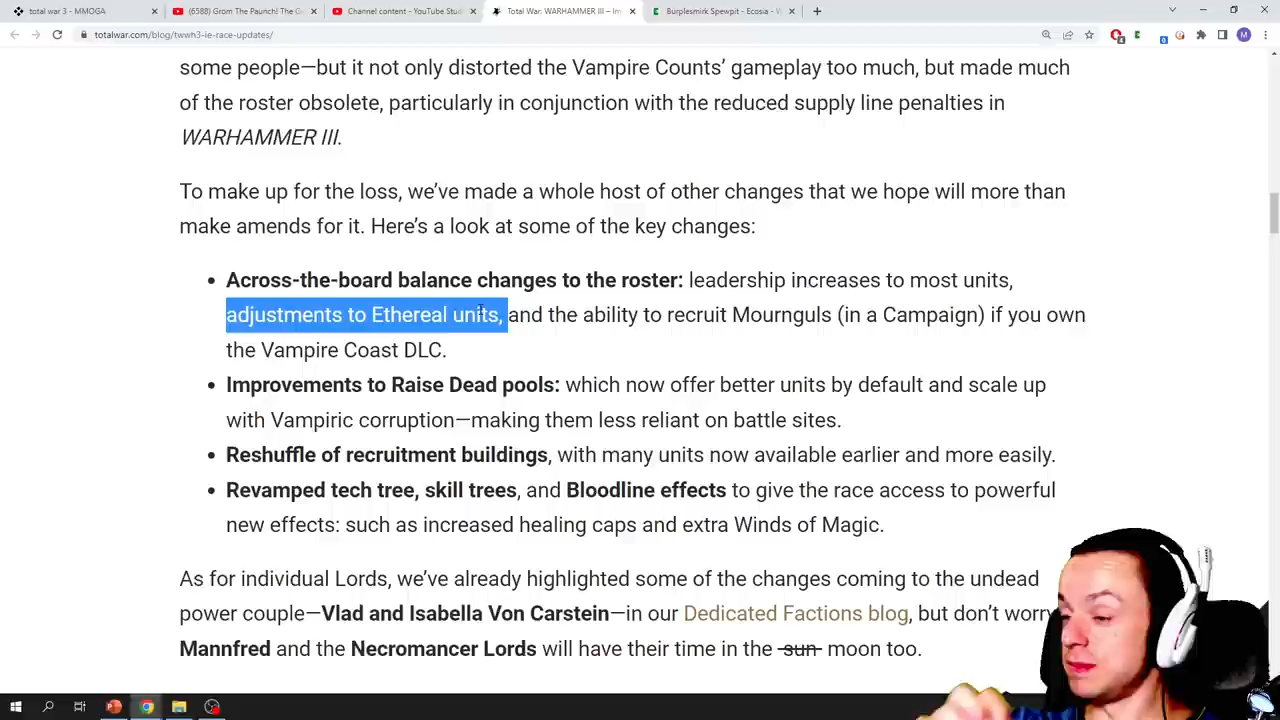 total war 3 - MMOGA
(6588) Grom The Paunch! The G
Channel content - YouTube Stud
Total War: WARHAMMER III – Im
Burplesmirk Spewpit - Ecosia - V
totalwar.com/blog/twwh3-ie-race-updates/
M
some people—but it not only distorted the Vampire Counts’ gameplay too much, but made much
of the roster obsolete, particularly in conjunction with the reduced supply line penalties in
WARHAMMER III.
To make up for the loss, we’ve made a whole host of other changes that we hope will more than
make amends for it. Here’s a look at some of the key changes:
• Across-the-board balance changes to the roster: leadership increases to most units,
adjustments to Ethereal units, and the ability to recruit Mournguls (in a Campaign) if you own
the Vampire Coast DLC.
• Improvements to Raise Dead pools: which now offer better units by default and scale up
with Vampiric corruption—making them less reliant on battle sites.
• Reshuffle of recruitment buildings, with many units now available earlier and more easily.
• Revamped tech tree, skill trees, and Bloodline effects to give the race access to powerful
new effects: such as increased healing caps and extra Winds of Magic.
As for individual Lords, we’ve already highlighted some of the changes coming to the undead
power couple—Vlad and Isabella Von Carstein—in our Dedicated Factions blog, but don’t worry
Mannfred and the Necromancer Lords will have their time in the sun moon too.